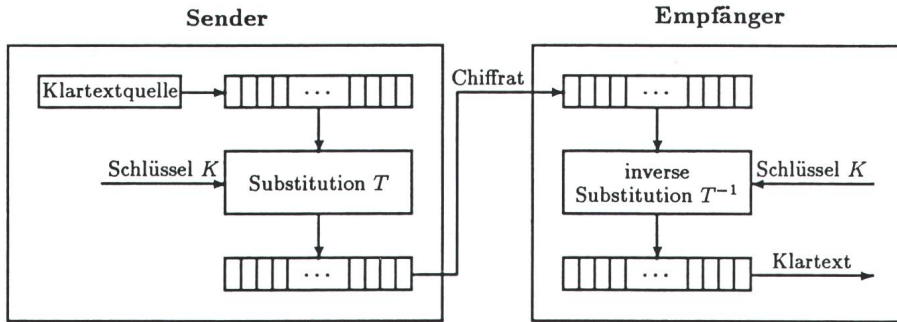 Sender
Empfänger
Klartextquelle
...
Chiffrat
...
Schlüssel K
Substitution T
inverse
Substitution T⁻¹
Schlüssel K
...
...
Klartext